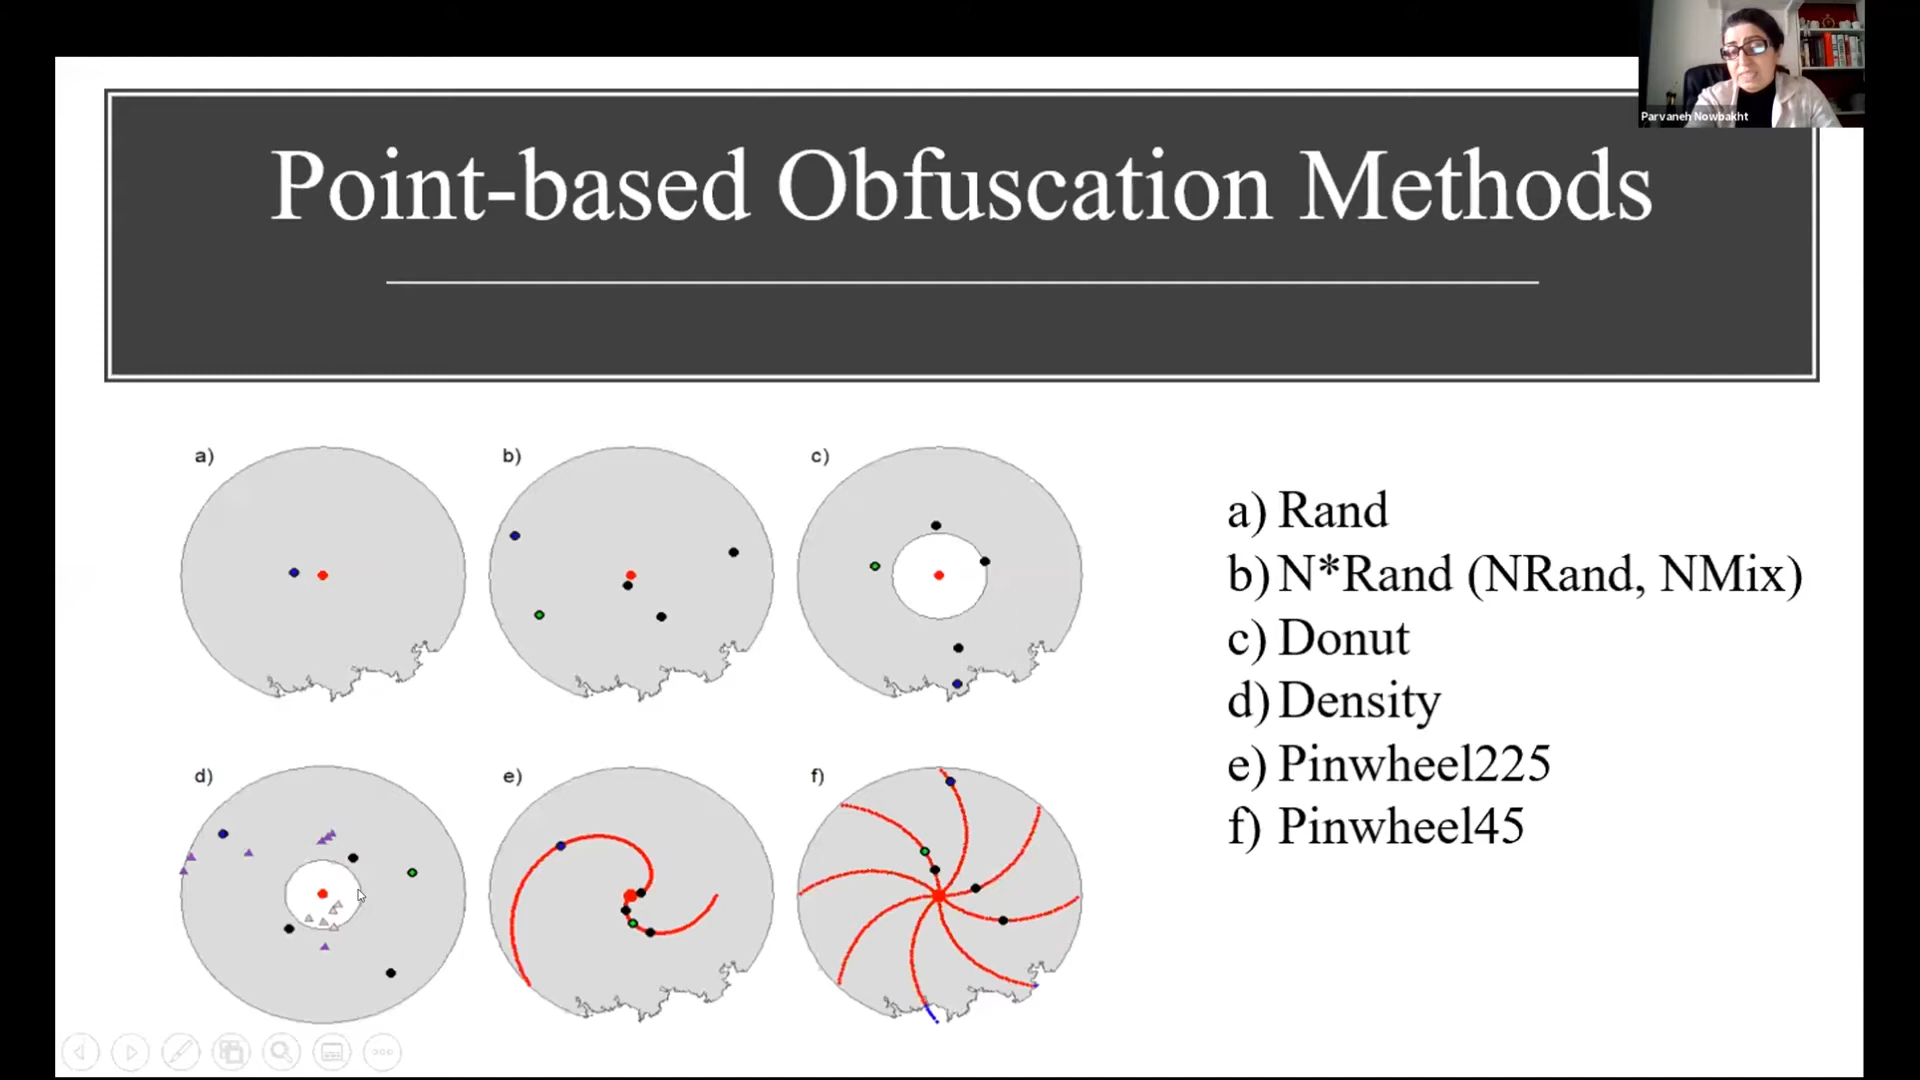 Parvaneh Nowbakht
Point-based Obfuscation Methods
a)
b)
c)
d)
e)
f)
a) Rand
b) N*Rand (NRand, NMix)
c) Donut
d) Density
e) Pinwheel225
f) Pinwheel45